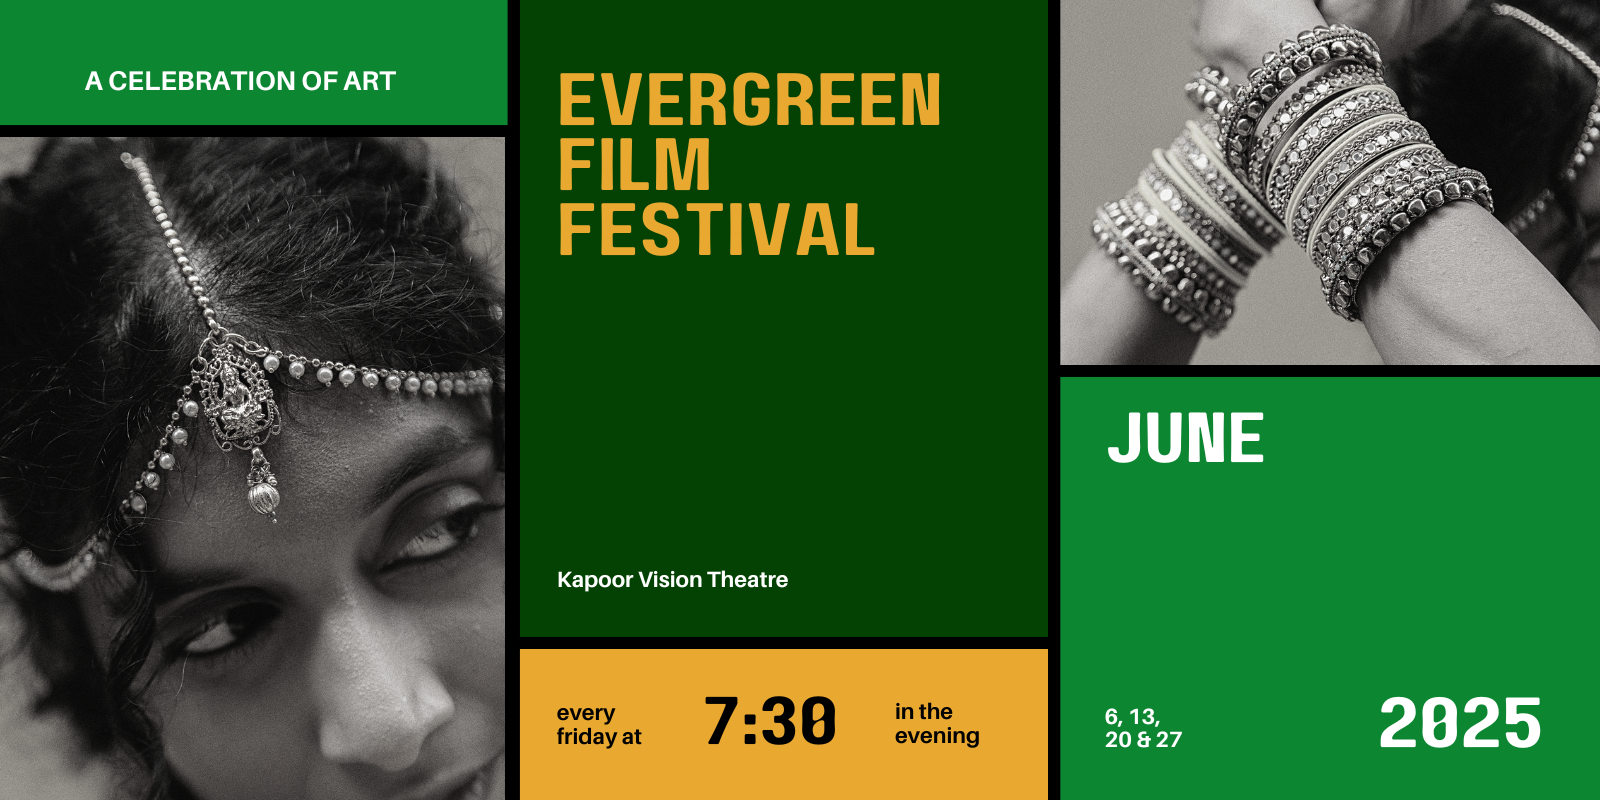 A CELEBRATION OF ART
EVERGREEN
FILM
FESTIVAL
Kapoor Vision Theatre
every
friday at
7:30
in the
evening
JUNE
6, 13,
20 & 27
2025